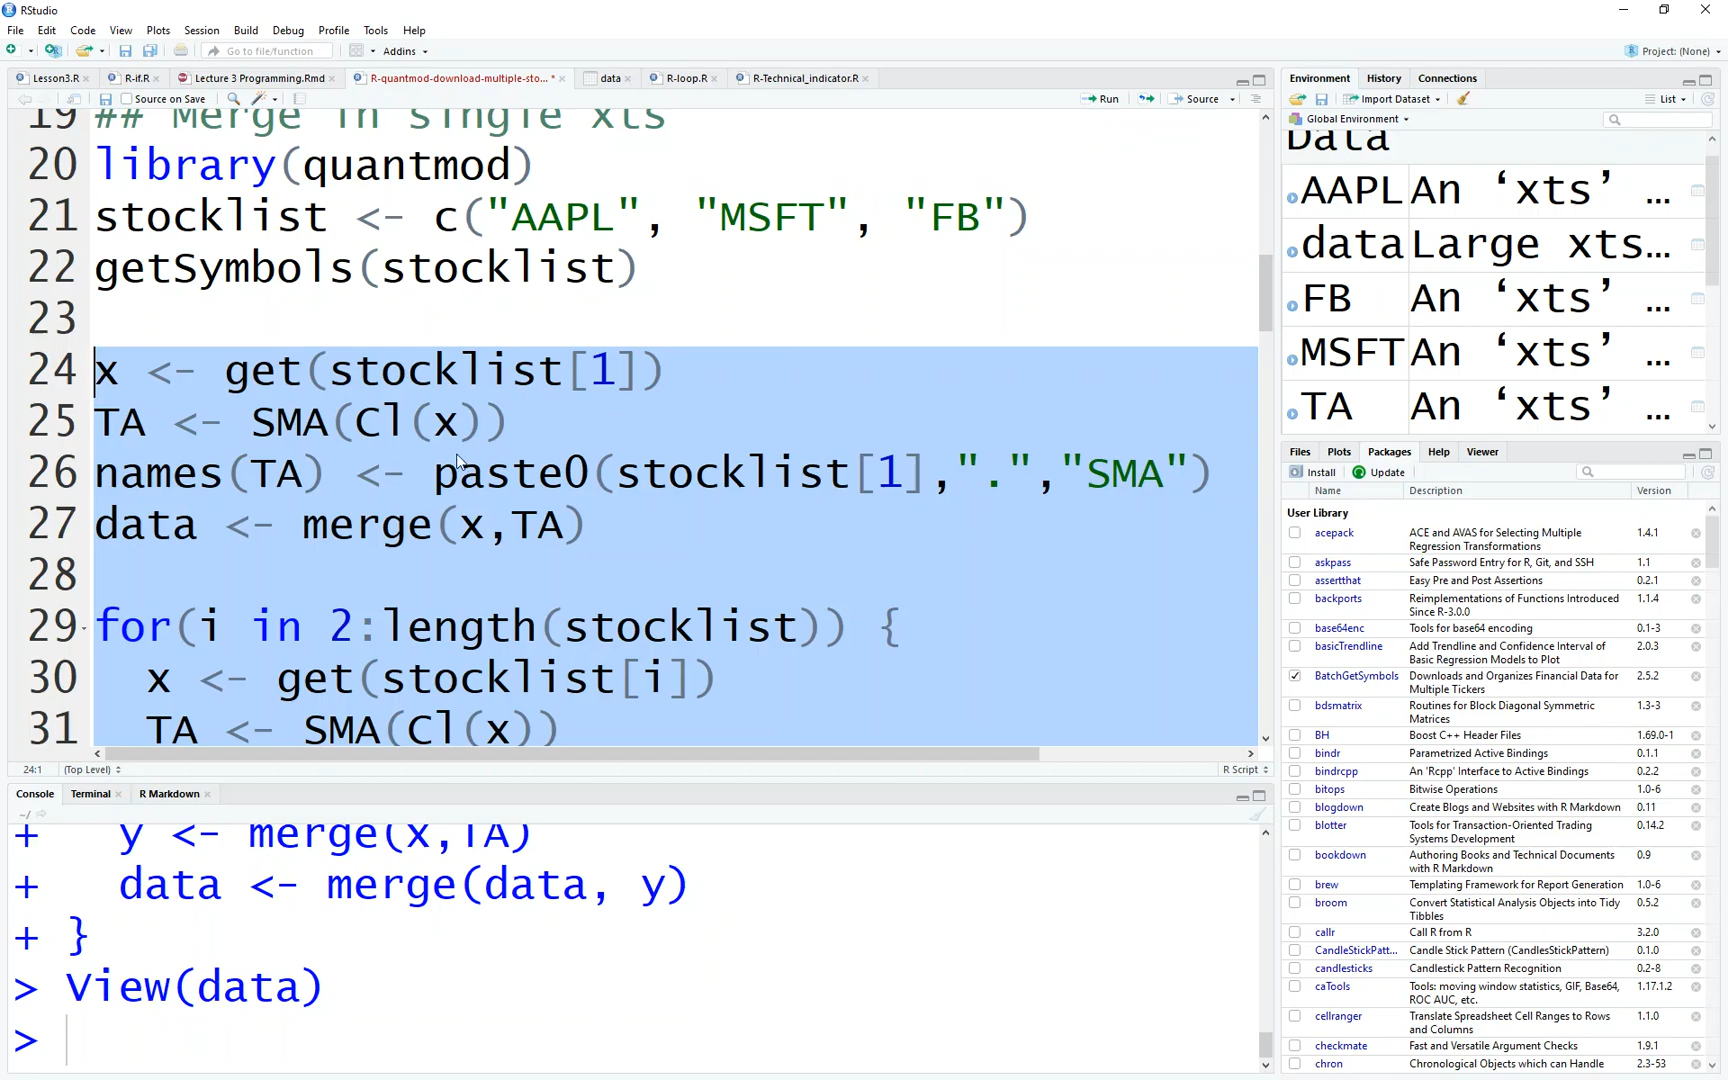 RStudio
File Edit Code View Plots Session Build Debug Profile Tools Help
Go to file/function Addins Project: (None)
Lesson3.R R-if.R Lecture 3 Programming.Rmd R-quantmod-download-multiple-sto... * data R-loop.R R-Technical_indicator.R
Source on Save Run Source
19 ## Merge in single xts
20 library(quantmod)
21 stocklist <- c("AAPL", "MSFT", "FB")
22 getSymbols(stocklist)
23
24 x <- get(stocklist[1])
25 TA <- SMA(Cl(x))
26 names(TA) <- paste0(stocklist[1],".","SMA")
27 data <- merge(x,TA)
28
29 for(i in 2:length(stocklist)) {
30 x <- get(stocklist[i])
31 TA <- SMA(Cl(x))
24:1 (Top Level) R Script
Console Terminal R Markdown
~/
+ y <- merge(x,TA)
+ data <- merge(data, y)
+ }
> View(data)
>
Environment History Connections
Import Dataset List
Global Environment
Data
AAPL An ‘xts’ ...
data Large xts...
FB An ‘xts’ ...
MSFT An ‘xts’ ...
TA An ‘xts’ ...
Files Plots Packages Help Viewer
Install Update
Name Description Version
User Library
acepack ACE and AVAS for Selecting Multiple 1.4.1
Regression Transformations
askpass Safe Password Entry for R, Git, and SSH 1.1
assertthat Easy Pre and Post Assertions 0.2.1
backports Reimplementations of Functions Introduced 1.1.4
Since R-3.0.0
base64enc Tools for base64 encoding 0.1-3
basicTrendline Add Trendline and Confidence Interval of 2.0.3
Basic Regression Models to Plot
BatchGetSymbols Downloads and Organizes Financial Data for 2.5.2
Multiple Tickers
bdsmatrix Routines for Block Diagonal Symmetric 1.3-3
Matrices
BH Boost C++ Header Files 1.69.0-1
bindr Parametrized Active Bindings 0.1.1
bindrcpp An 'Rcpp' Interface to Active Bindings 0.2.2
bitops Bitwise Operations 1.0-6
blogdown Create Blogs and Websites with R Markdown 0.11
blotter Tools for Transaction-Oriented Trading 0.14.2
Systems Development
bookdown Authoring Books and Technical Documents 0.9
with R Markdown
brew Templating Framework for Report Generation 1.0-6
broom Convert Statistical Analysis Objects into Tidy 0.5.2
Tibbles
callr Call R from R 3.2.0
CandleStickPatt... Candle Stick Pattern (CandlesStickPattern) 0.1.0
candlesticks Candlestick Pattern Recognition 0.2-8
caTools Tools: moving window statistics, GIF, Base64, 1.17.1.2
ROC AUC, etc.
cellranger Translate Spreadsheet Cell Ranges to Rows 1.1.0
and Columns
checkmate Fast and Versatile Argument Checks 1.9.1
chron Chronological Objects which can Handle 2.3-53